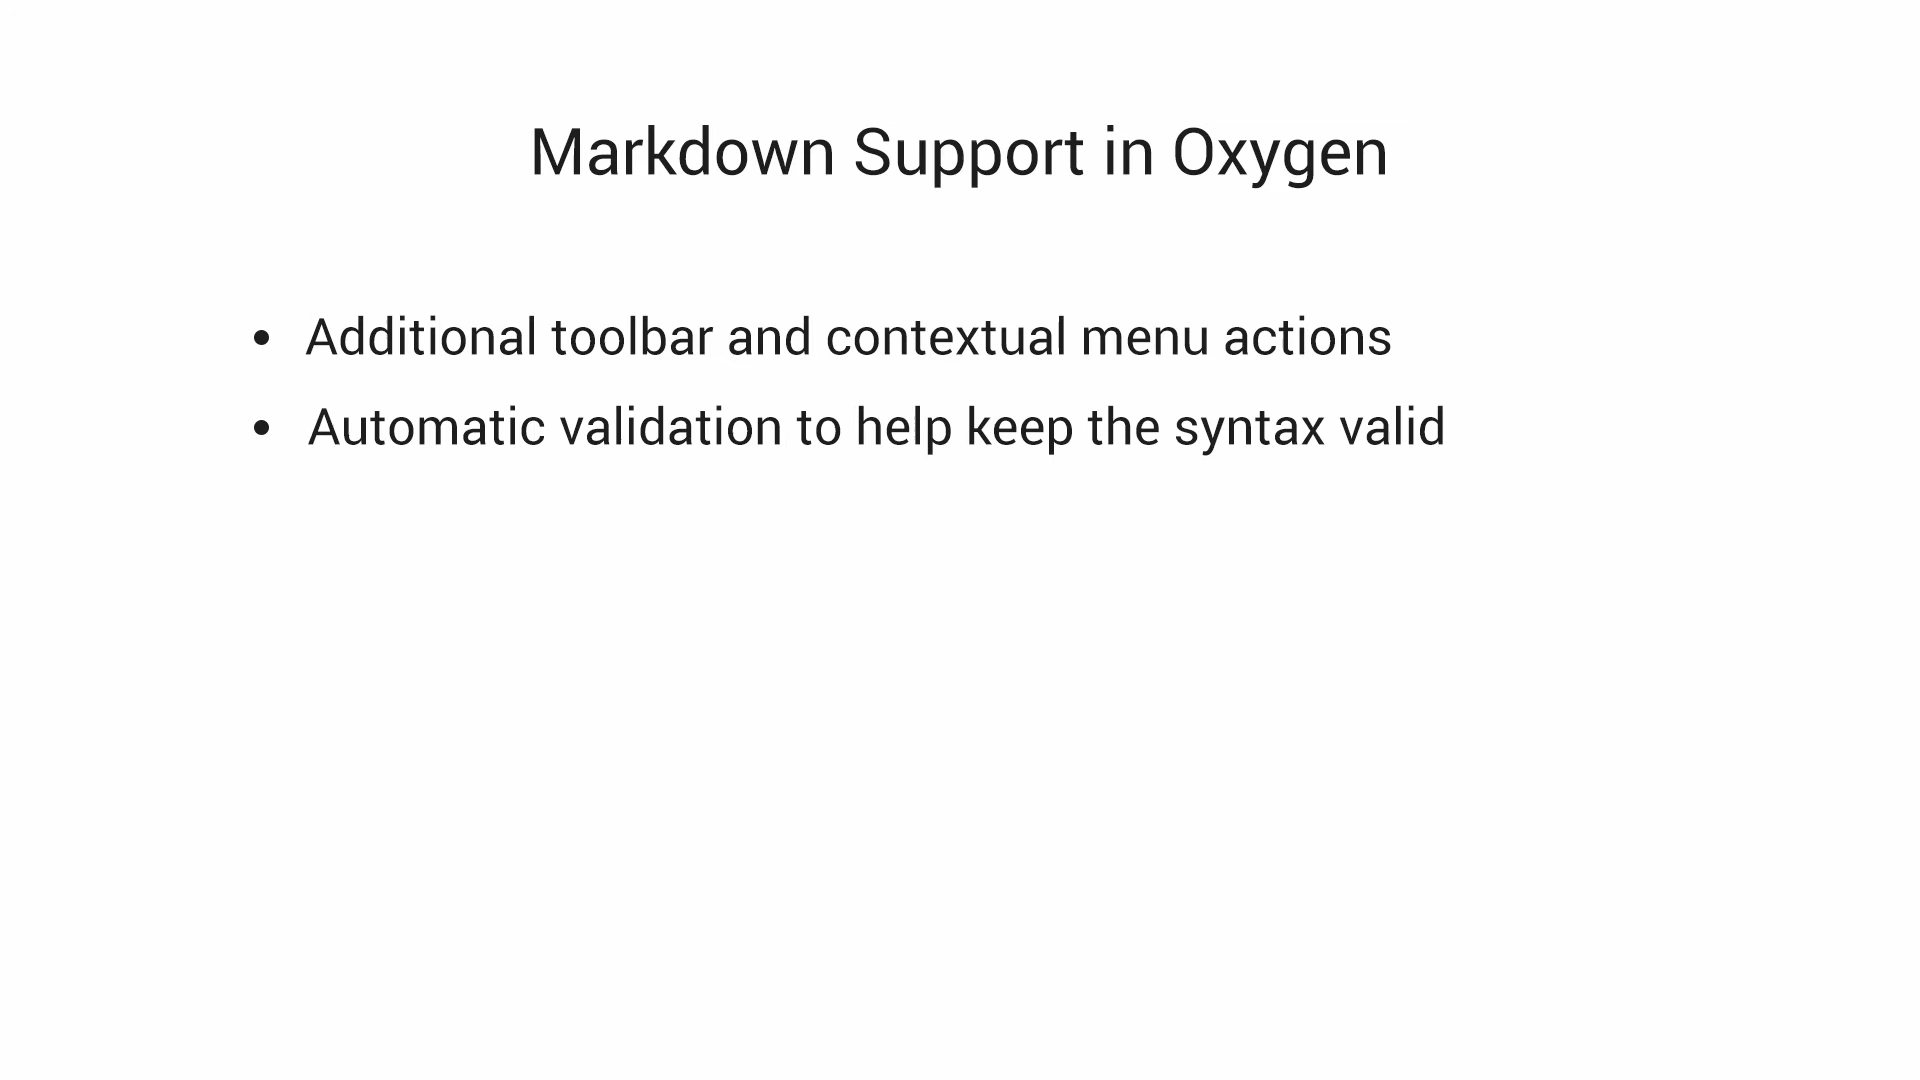 Markdown Support in Oxygen
• Additional toolbar and contextual menu actions
• Automatic validation to help keep the syntax valid